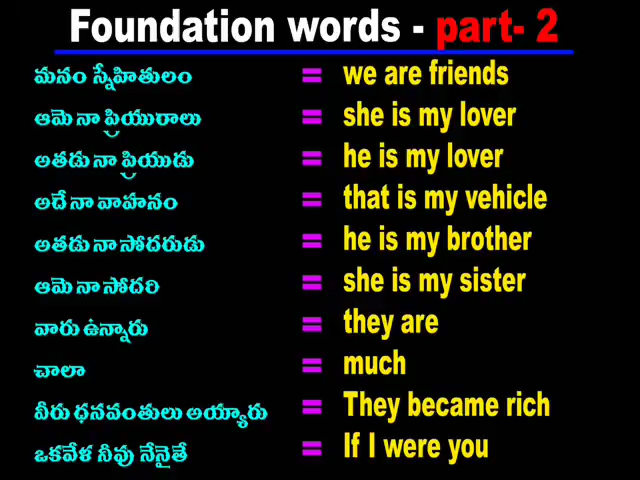 Foundation words - part- 2
మనం స్నేహితులం = we are friends
ఆమె నా ప్రియురాలు = she is my lover
అతడు నా ప్రియుడు = he is my lover
అదే నా వాహనం = that is my vehicle
అతడు నా సోదరుడు = he is my brother
ఆమె నా సోదరి = she is my sister
వారు ఉన్నారు = they are
చాలా = much
వీరు ధనవంతులు అయ్యారు = They became rich
ఒకవేళ నీవు నేనైతే = If I were you